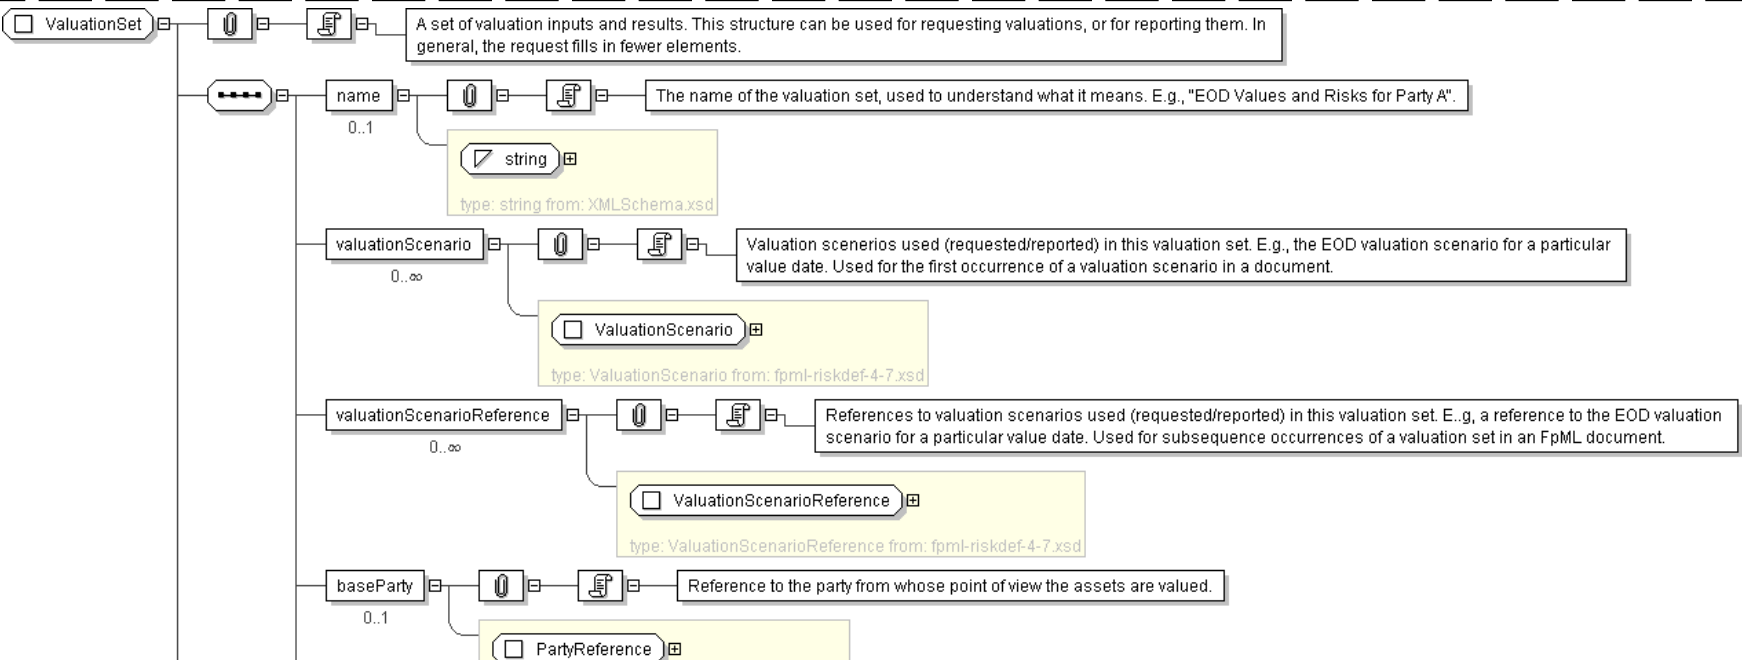 ValuationSet
A set of valuation inputs and results. This structure can be used for requesting valuations, or for reporting them. In
general, the request fills in fewer elements.
name
The name of the valuation set, used to understand what it means. E.g., "EOD Values and Risks for Party A".
0..1
string
type: string from: XMLSchema.xsd
valuationScenario
Valuation scenerios used (requested/reported) in this valuation set. E.g., the EOD valuation scenario for a particular
value date. Used for the first occurrence of a valuation scenario in a document.
0..∞
ValuationScenario
type: ValuationScenario from: fpml-riskdef-4-7.xsd
valuationScenarioReference
References to valuation scenarios used (requested/reported) in this valuation set. E..g, a reference to the EOD valuation
scenario for a particular value date. Used for subsequence occurrences of a valuation set in an FpML document.
0..∞
ValuationScenarioReference
type: ValuationScenarioReference from: fpml-riskdef-4-7.xsd
baseParty
Reference to the party from whose point of view the assets are valued.
0..1
PartyReference